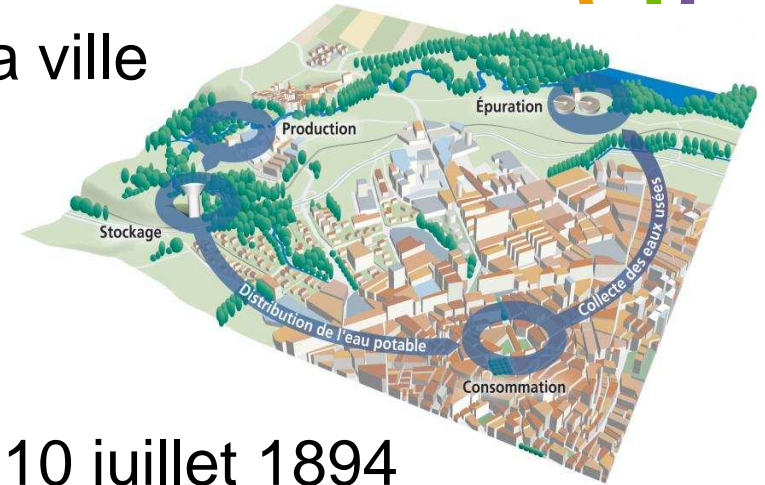 a ville
Épuration
Production
Stockage
Collecte des eaux usées
Distribution de l'eau potable
Consommation
10 juillet 1894